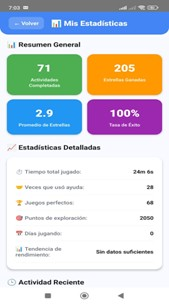 7:03
← Volver
📊 Mis Estadísticas
📊 Resumen General
71
Actividades
Completadas
205
Estrellas Ganadas
2.9
Promedio de Estrellas
100%
Tasa de Éxito
📈 Estadísticas Detalladas
⏱️ Tiempo total jugado: 24m 6s
🤝 Veces que usó ayuda: 28
🏆 Juegos perfectos: 68
🎯 Puntos de exploración: 2050
📅 Días jugando: 0
📊 Tendencia de
rendimiento: Sin datos suficientes
🕒 Actividad Reciente